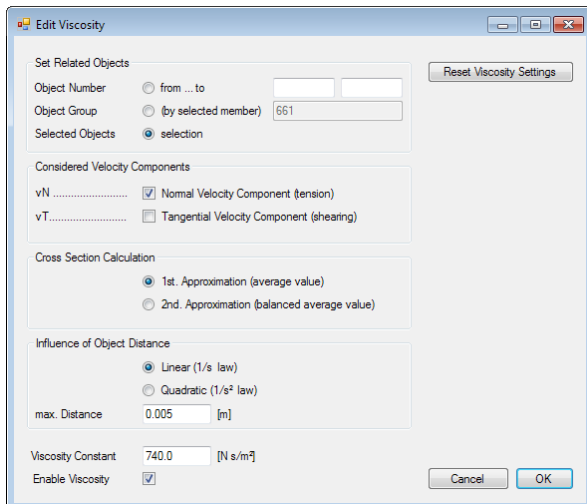 Edit Viscosity
Set Related Objects
Reset Viscosity Settings
Object Number from ... to
Object Group (by selected member) 661
Selected Objects selection
Considered Velocity Components
vN ........................ Normal Velocity Component (tension)
vT......................... Tangential Velocity Component (shearing)
Cross Section Calculation
1st. Approximation (average value)
2nd. Approximation (balanced average value)
Influence of Object Distance
Linear (1/s law)
Quadratic (1/s² law)
max. Distance 0.005 [m]
Viscosity Constant 740.0 [N s/m²]
Enable Viscosity
Cancel OK